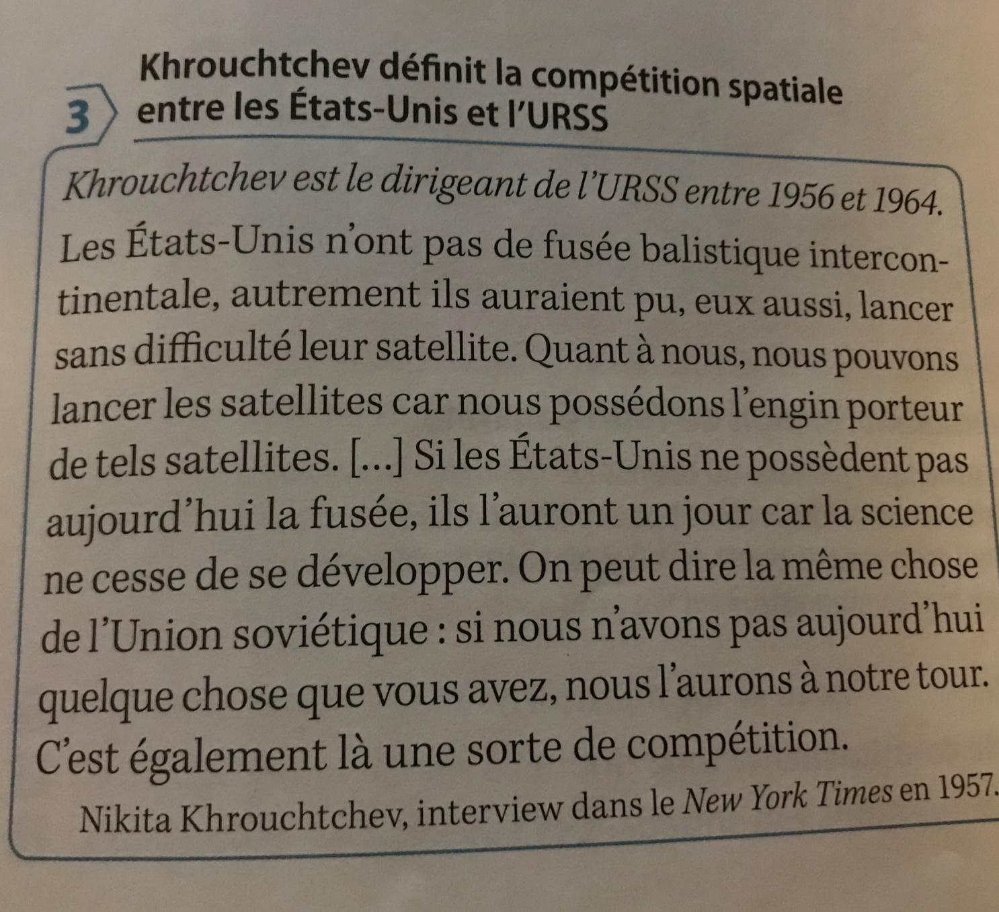 3
Khrouchtchev définit la compétition spatiale
entre les États-Unis et l'URSS
Khrouchtchev est le dirigeant de l'URSS entre 1956 et 1964.
Les États-Unis n'ont pas de fusée balistique intercon-
tinentale, autrement ils auraient pu, eux aussi, lancer
sans difficulté leur satellite. Quant à nous, nous pouvons
lancer les satellites car nous possédons l'engin porteur
de tels satellites. [...] Si les États-Unis ne possèdent pas
aujourd'hui la fusée, ils l'auront un jour car la science
ne cesse de se développer. On peut dire la même chose
de l'Union soviétique : si nous n'avons pas aujourd'hui
quelque chose que vous avez, nous l'aurons à notre tour.
C'est également là une sorte de compétition.
Nikita Khrouchtchev, interview dans le New York Times en 1957.